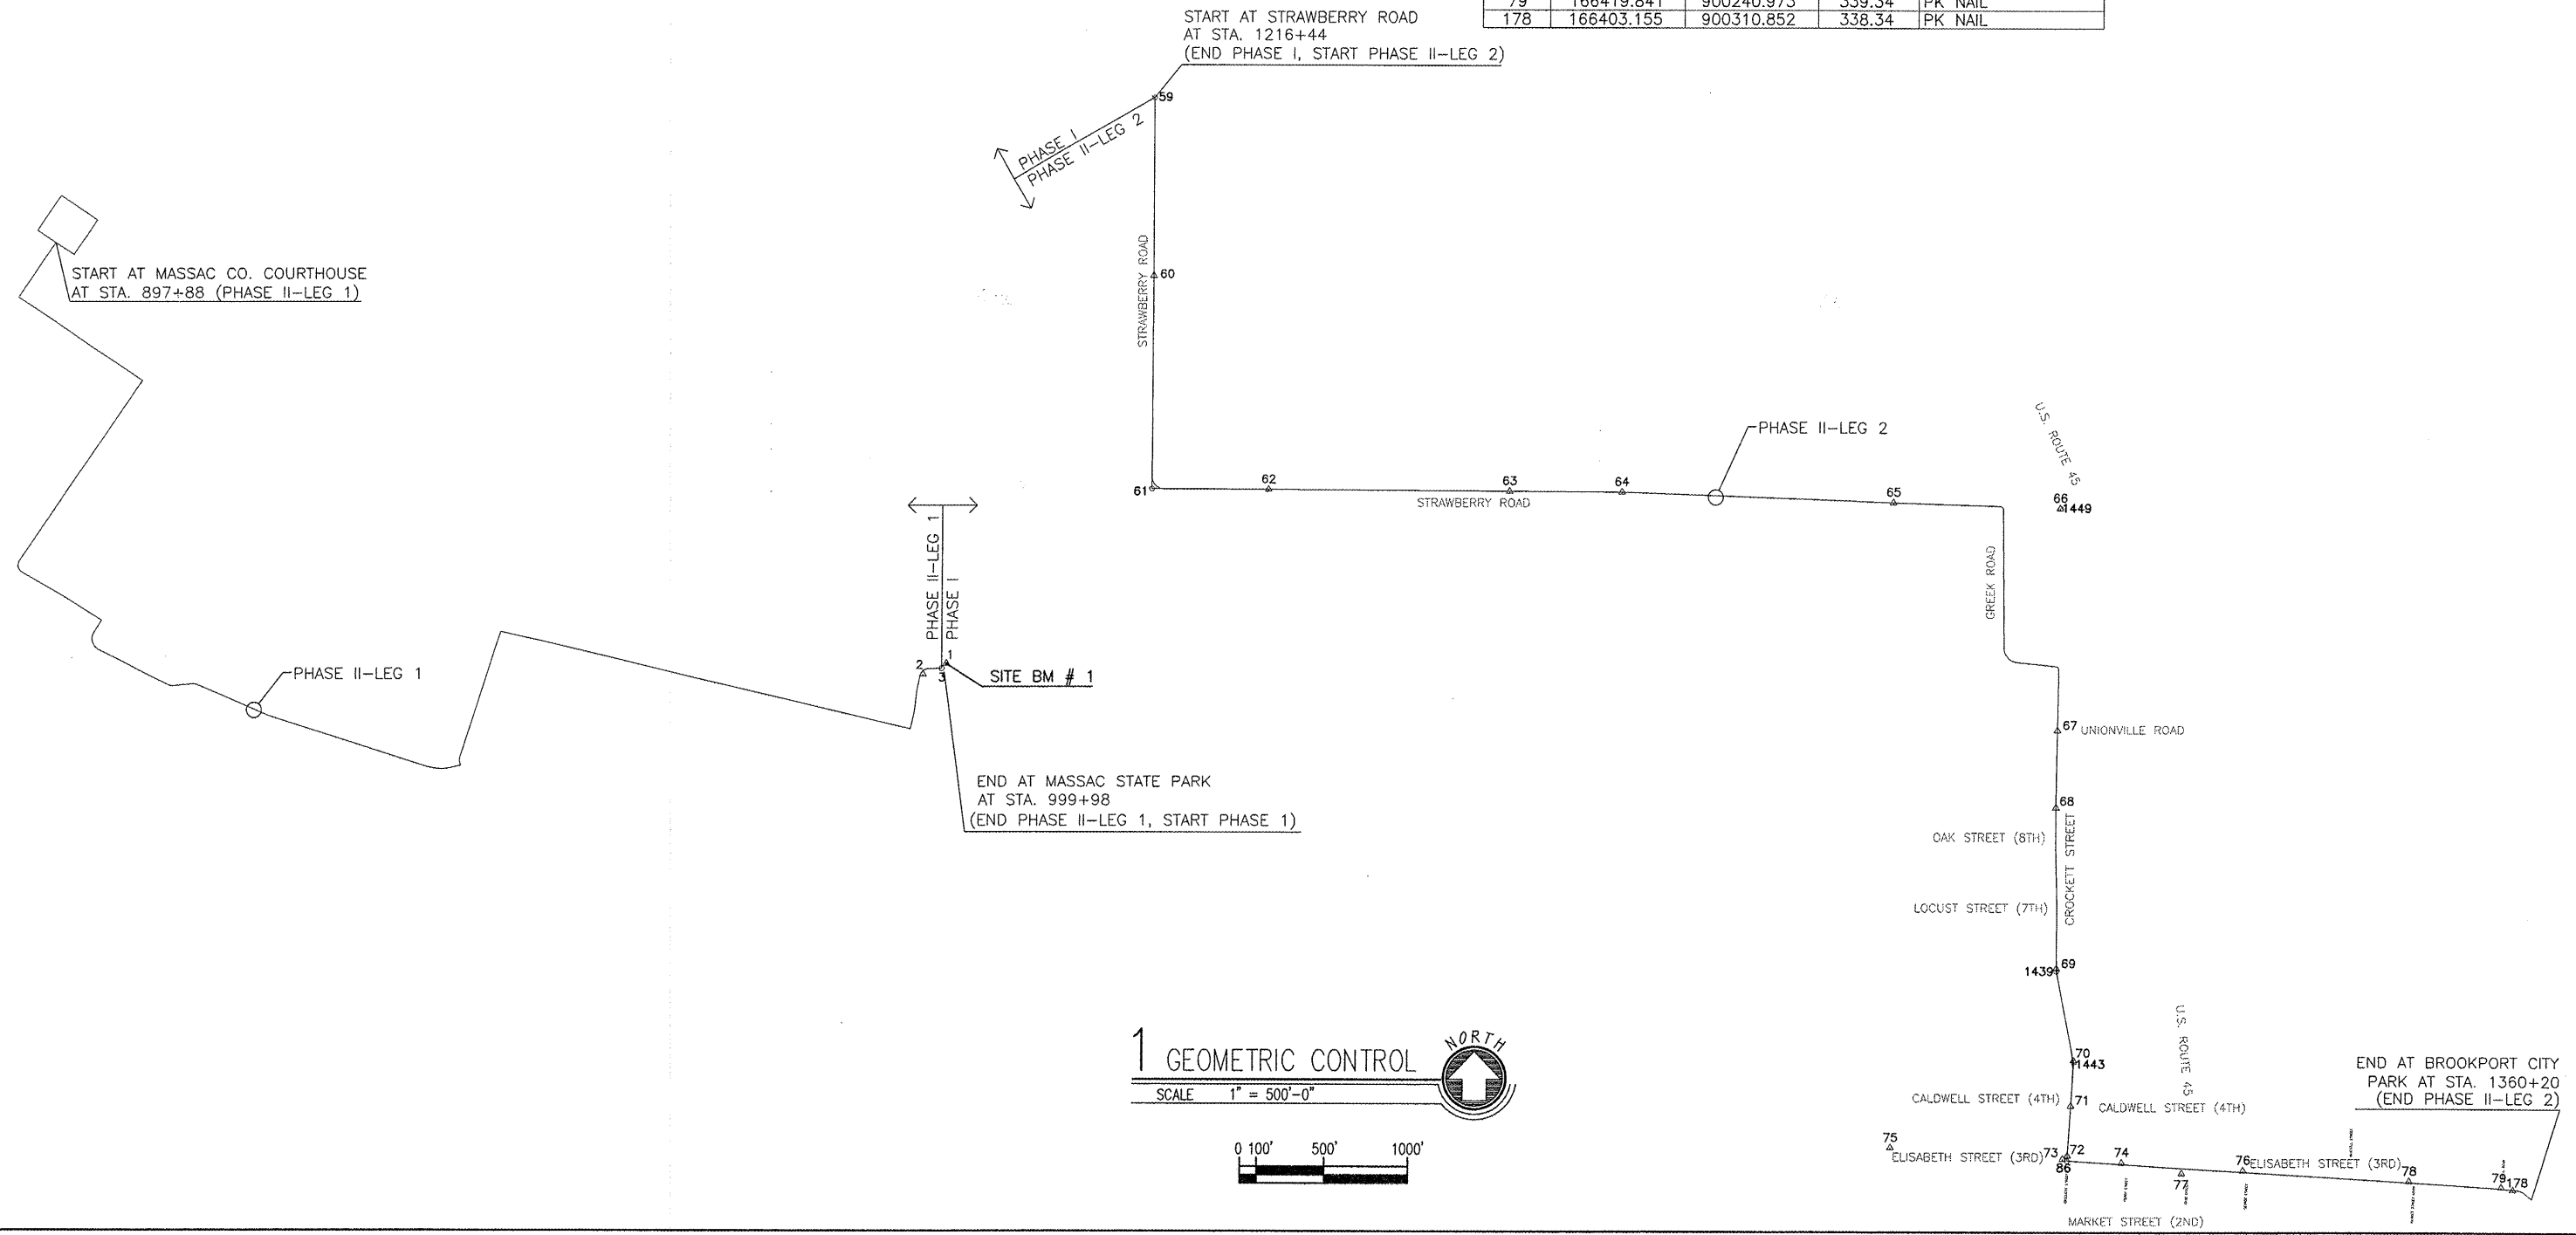 79 166419.841 900240.973 339.34 PK NAIL
178 166403.155 900310.852 338.34 PK NAIL
START AT STRAWBERRY ROAD
AT STA. 1216+44
(END PHASE I, START PHASE II-LEG 2)
59
PHASE I
PHASE II-LEG 2
STRAWBERRY ROAD
60
START AT MASSAC CO. COURTHOUSE
AT STA. 897+88 (PHASE II-LEG 1)
PHASE II-LEG 2
U.S. ROUTE 45
61
62
63
64
65
66
1449
STRAWBERRY ROAD
GREEK ROAD
PHASE II-LEG 1
PHASE I
2
1
3
SITE BM # 1
PHASE II-LEG 1
67 UNIONVILLE ROAD
END AT MASSAC STATE PARK
AT STA. 999+98
(END PHASE II-LEG 1, START PHASE 1)
68
OAK STREET (8TH)
CROCKETT STREET
LOCUST STREET (7TH)
69
1439
U.S. ROUTE 45
70
1443
1 GEOMETRIC CONTROL
NORTH
SCALE 1" = 500'-0"
END AT BROOKPORT CITY
PARK AT STA. 1360+20
(END PHASE II-LEG 2)
CALDWELL STREET (4TH)
71
CALDWELL STREET (4TH)
0 100' 500' 1000'
75
ELISABETH STREET (3RD)
73
72
86
74
77
76
ELISABETH STREET (3RD)
78
79
178
MARKET STREET (2ND)